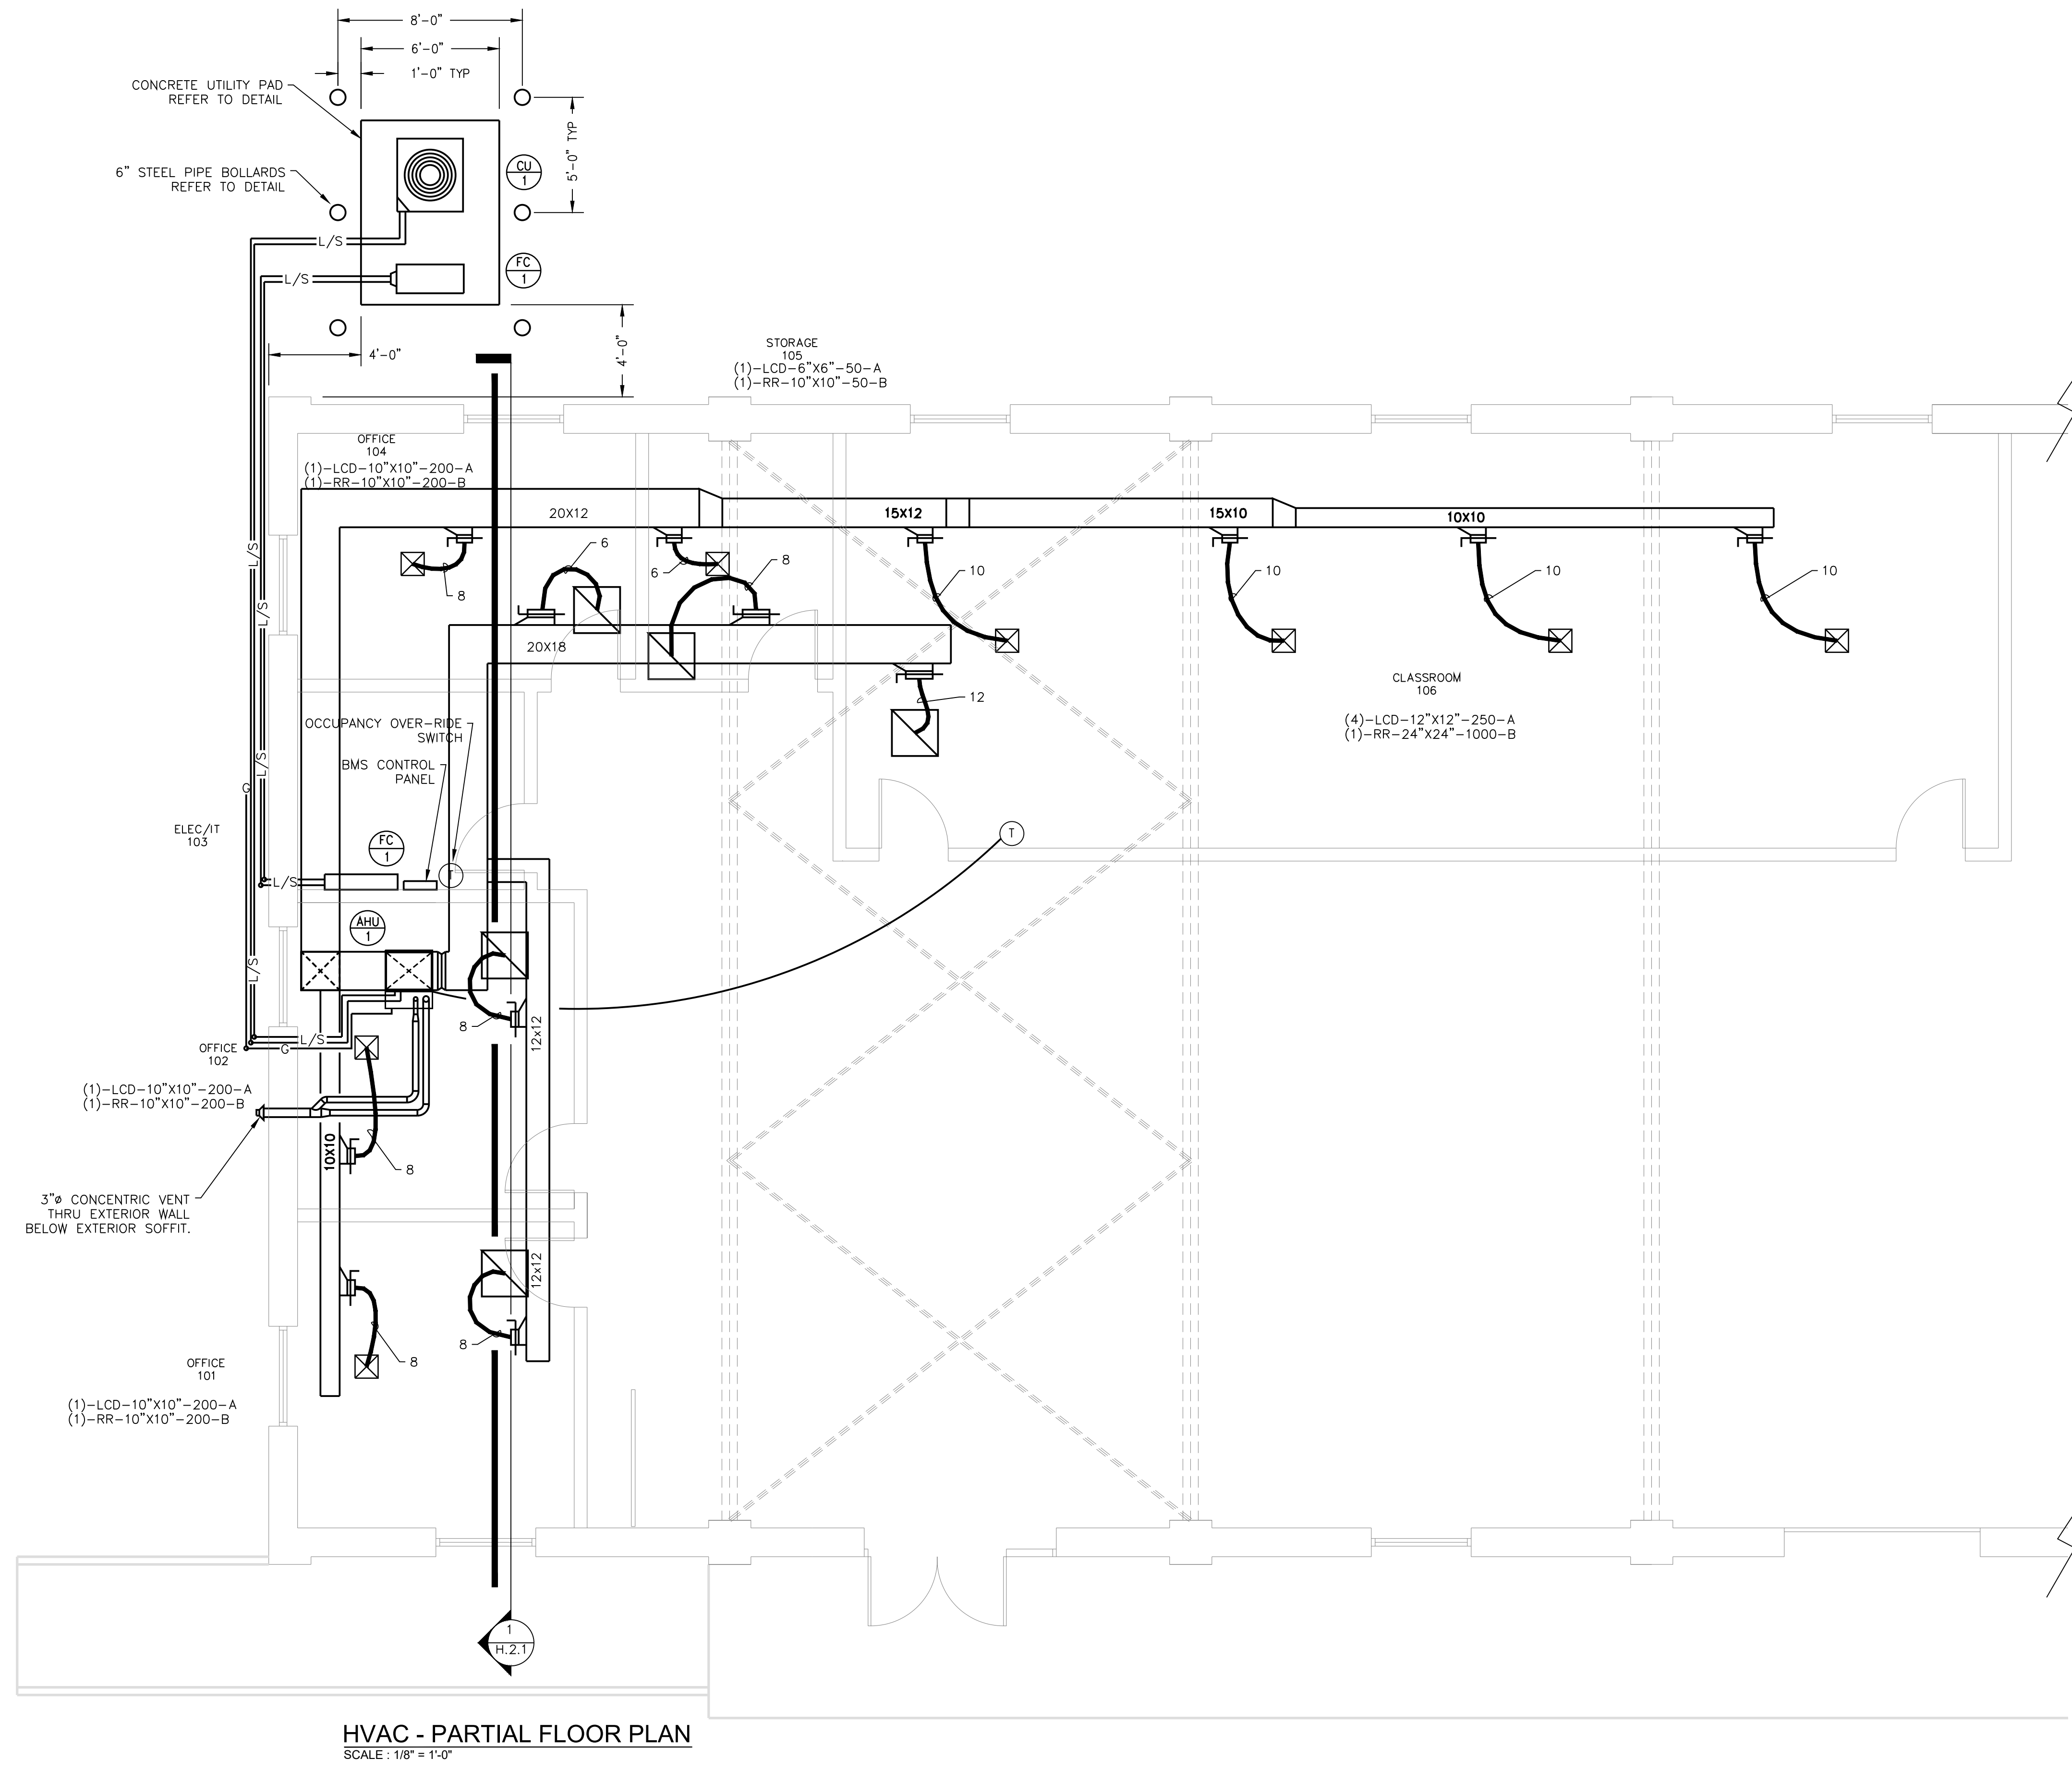 8'-0"
6'-0"
1'-0" TYP
CONCRETE UTILITY PAD
REFER TO DETAIL
5'-0" TYP
6" STEEL PIPE BOLLARDS
REFER TO DETAIL
CU
1
L/S
FC
1
L/S
4'-0"
4'-0"
STORAGE
105
(1)-LCD-6"X6"-50-A
(1)-RR-10"X10"-50-B
OFFICE
104
(1)-LCD-10"X10"-200-A
(1)-RR-10"X10"-200-B
20X12
15X12
15X10
10X10
L/S
6
6
8
8
10
10
10
10
L/S
20X18
12
CLASSROOM
106
(4)-LCD-12"X12"-250-A
(1)-RR-24"X24"-1000-B
OCCUPANCY OVER-RIDE
SWITCH
BMS CONTROL
PANEL
L/S
G
ELEC/IT
103
T
FC
1
T
L/S
AHU
1
L/S
8
12x12
L/S
G
OFFICE
102
(1)-LCD-10"X10"-200-A
(1)-RR-10"X10"-200-B
10X10
8
3"ø CONCENTRIC VENT
THRU EXTERIOR WALL
BELOW EXTERIOR SOFFIT.
12x12
8
8
OFFICE
101
(1)-LCD-10"X10"-200-A
(1)-RR-10"X10"-200-B
1
H.2.1
HVAC - PARTIAL FLOOR PLAN
SCALE : 1/8" = 1'-0"